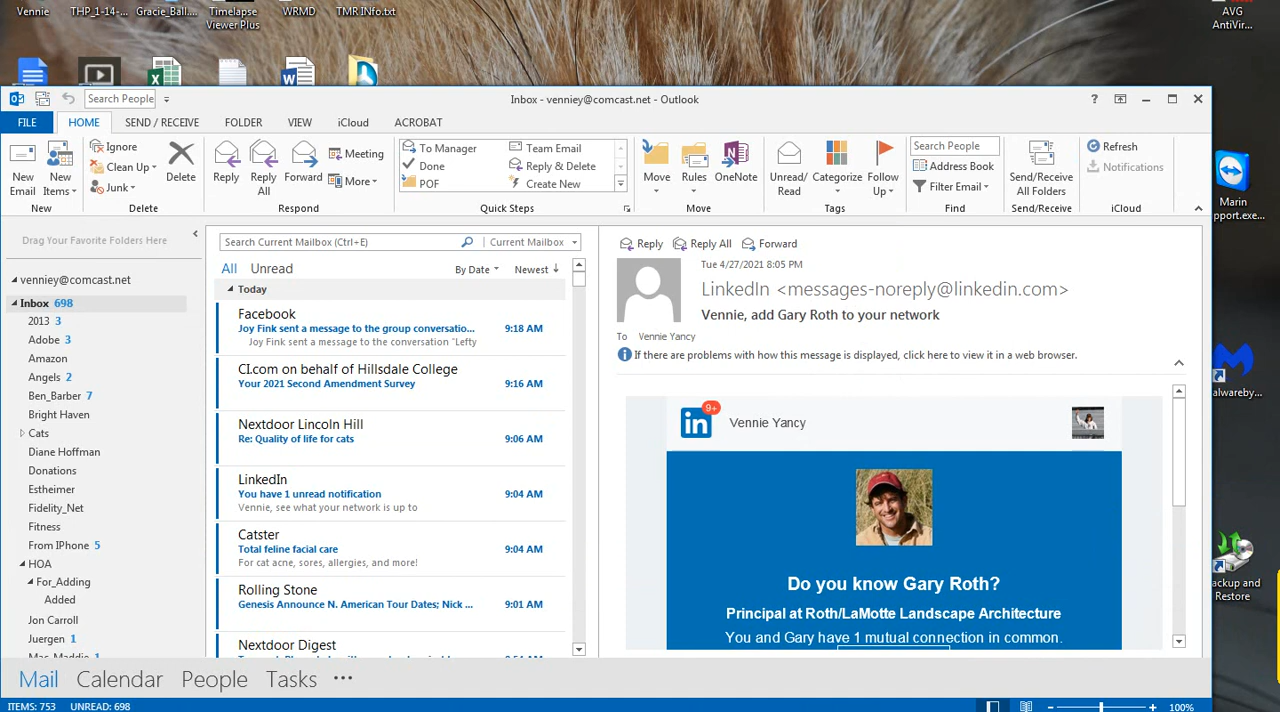 Vennie
THP_1-14-...
Gracie_Ball....
Timelapse
Viewer Plus
WRMD
TMR INfo.txt
AVG
AntiVir...
Search People
Inbox - venniey@comcast.net - Outlook
FILE
HOME
SEND / RECEIVE
FOLDER
VIEW
iCloud
ACROBAT
New
Email
New
Items
New
Ignore
Clean Up
Junk
Delete
Delete
Reply
Reply
All
Forward
Meeting
More
Respond
To Manager
Done
POF
Team Email
Reply & Delete
Create New
Quick Steps
Move
Rules
OneNote
Move
Unread/
Read
Categorize
Follow
Up
Tags
Search People
Address Book
Filter Email
Find
Send/Receive
All Folders
Send/Receive
Refresh
Notifications
iCloud
Marin
pport.exe...
Drag Your Favorite Folders Here
venniey@comcast.net
Inbox 698
2013 3
Adobe 3
Amazon
Angels 2
Ben_Barber 7
Bright Haven
Cats
Diane Hoffman
Donations
Estheimer
Fidelity_Net
Fitness
From IPhone 5
HOA
For_Adding
Added
Jon Carroll
Juergen 1
Search Current Mailbox (Ctrl+E)
Current Mailbox
All Unread
By Date Newest
Today
Facebook
Joy Fink sent a message to the group conversatio... 9:18 AM
Joy Fink sent a message to the conversation "Lefty
CI.com on behalf of Hillsdale College
Your 2021 Second Amendment Survey 9:16 AM
Nextdoor Lincoln Hill
Re: Quality of life for cats 9:06 AM
LinkedIn
You have 1 unread notification 9:04 AM
Vennie, see what your network is up to
Catster
Total feline facial care 9:04 AM
For cat acne, sores, allergies, and more!
Rolling Stone
Genesis Announce N. American Tour Dates; Nick ... 9:01 AM
Nextdoor Digest
Reply Reply All Forward
Tue 4/27/2021 8:05 PM
LinkedIn <messages-noreply@linkedin.com>
Vennie, add Gary Roth to your network
To Vennie Yancy
If there are problems with how this message is displayed, click here to view it in a web browser.
in
9+
Vennie Yancy
Do you know Gary Roth?
Principal at Roth/LaMotte Landscape Architecture
You and Gary have 1 mutual connection in common.
alwareby...
ackup and
Restore
Mail Calendar People Tasks ...
ITEMS: 753 UNREAD: 698
100%